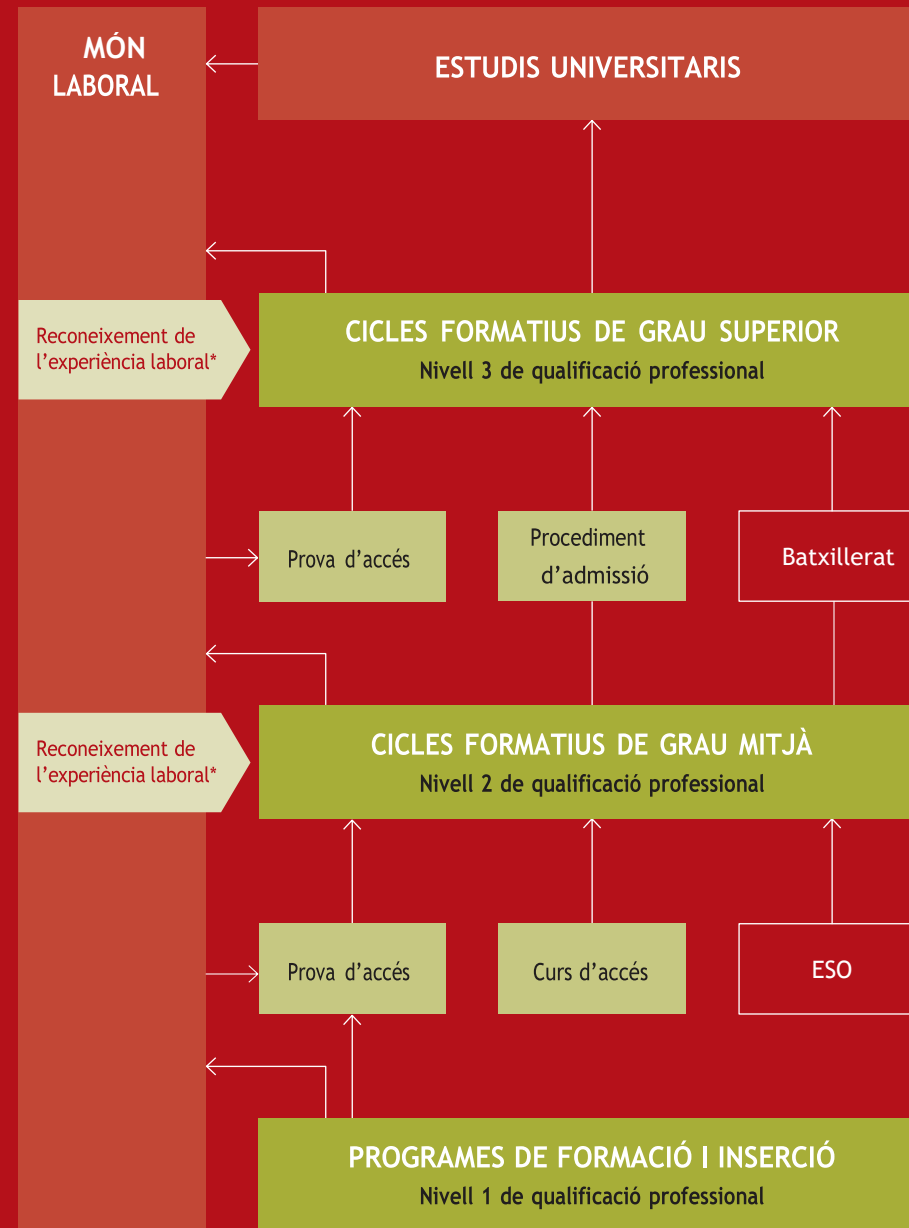 MÓN
LABORAL
ESTUDIS UNIVERSITARIS
Reconeixement de
l’experiència laboral*
CICLES FORMATIUS DE GRAU SUPERIOR
Nivell 3 de qualificació professional
Prova d’accés
Procediment
d’admissió
Batxillerat
Reconeixement de
l’experiència laboral*
CICLES FORMATIUS DE GRAU MITJÀ
Nivell 2 de qualificació professional
Prova d’accés
Curs d’accés
ESO
PROGRAMES DE FORMACIÓ I INSERCIÓ
Nivell 1 de qualificació professional